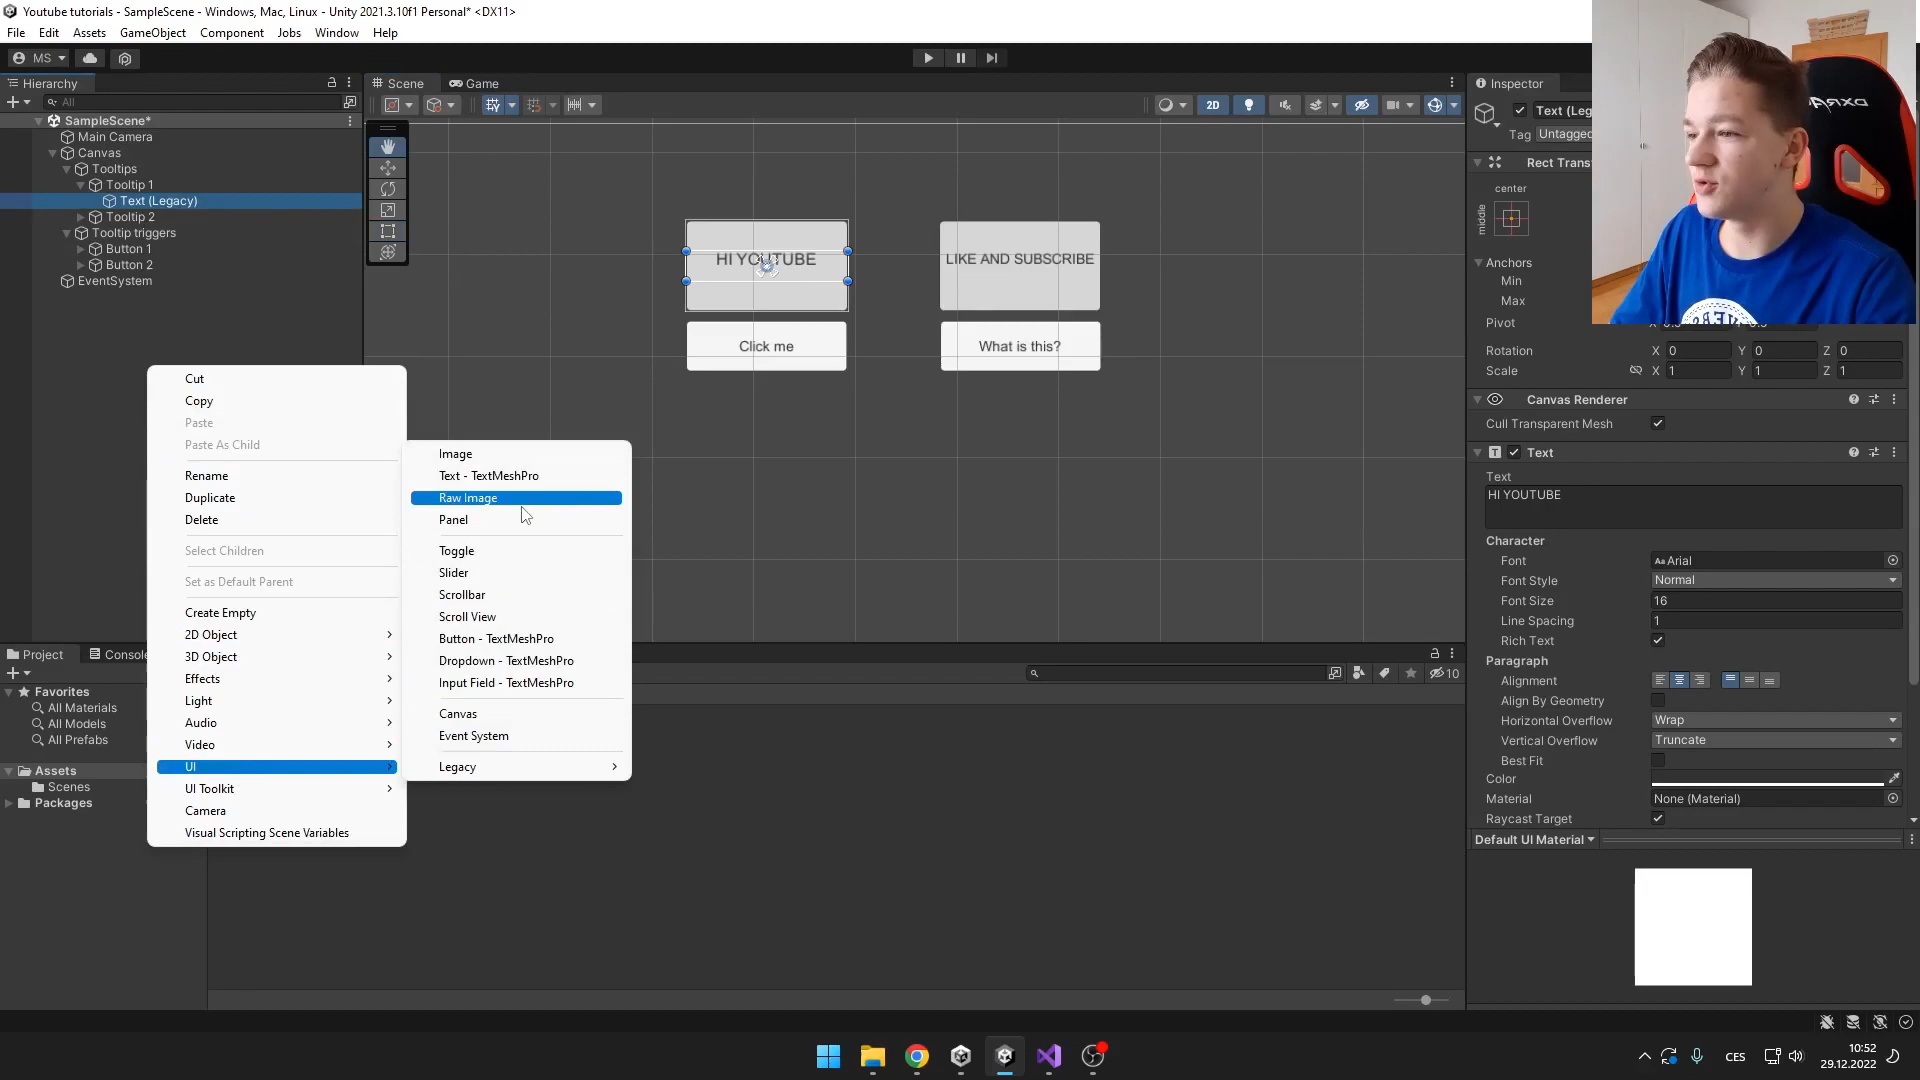 Youtube tutorials - SampleScene - Windows, Mac, Linux - Unity 2021.3.10f1 Personal* <DX11>
File Edit Assets GameObject Component Jobs Window Help
MS
Hierarchy
All
SampleScene*
Main Camera
Canvas
Tooltips
Tooltip 1
Text (Legacy)
Tooltip 2
Tooltip triggers
Button 1
Button 2
EventSystem
Scene Game
2D
HI YOUTUBE
LIKE AND SUBSCRIBE
Click me
What is this?
Cut
Copy
Paste
Paste As Child
Rename
Duplicate
Delete
Select Children
Set as Default Parent
Create Empty
2D Object
3D Object
Effects
Light
Audio
Video
UI
UI Toolkit
Camera
Visual Scripting Scene Variables
Image
Text - TextMeshPro
Raw Image
Panel
Toggle
Slider
Scrollbar
Scroll View
Button - TextMeshPro
Dropdown - TextMeshPro
Input Field - TextMeshPro
Canvas
Event System
Legacy
Project Console
Favorites
All Materials
All Models
All Prefabs
Assets
Scenes
Packages
10
Inspector
Text (Leg
Tag Untagged
Rect Trans
center
middle
Anchors
Min
Max
Pivot
Rotation X 0 Y 0 Z 0
Scale X 1 Y 1 Z 1
Canvas Renderer
Cull Transparent Mesh
Text
Text
HI YOUTUBE
Character
Font Arial
Font Style Normal
Font Size 16
Line Spacing 1
Rich Text
Paragraph
Alignment
Align By Geometry
Horizontal Overflow Wrap
Vertical Overflow Truncate
Best Fit
Color
Material None (Material)
Raycast Target
Default UI Material
DXRA
CES
10:52
29.12.2022